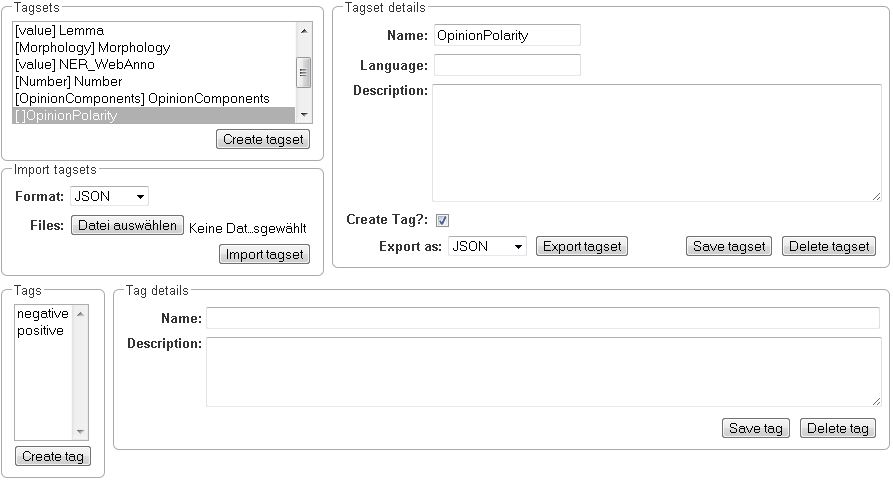 Tagsets
[value] Lemma
[Morphology] Morphology
[value] NER_WebAnno
[Number] Number
[OpinionComponents] OpinionComponents
[ ]OpinionPolarity
Create tagset
Import tagsets
Format: JSON
Files: Datei auswählen Keine Dat...sgewählt
Import tagset
Tagset details
Name: OpinionPolarity
Language:
Description:
Create Tag?:
Export as: JSON Export tagset Save tagset Delete tagset
Tags
negative
positive
Create tag
Tag details
Name:
Description:
Save tag Delete tag